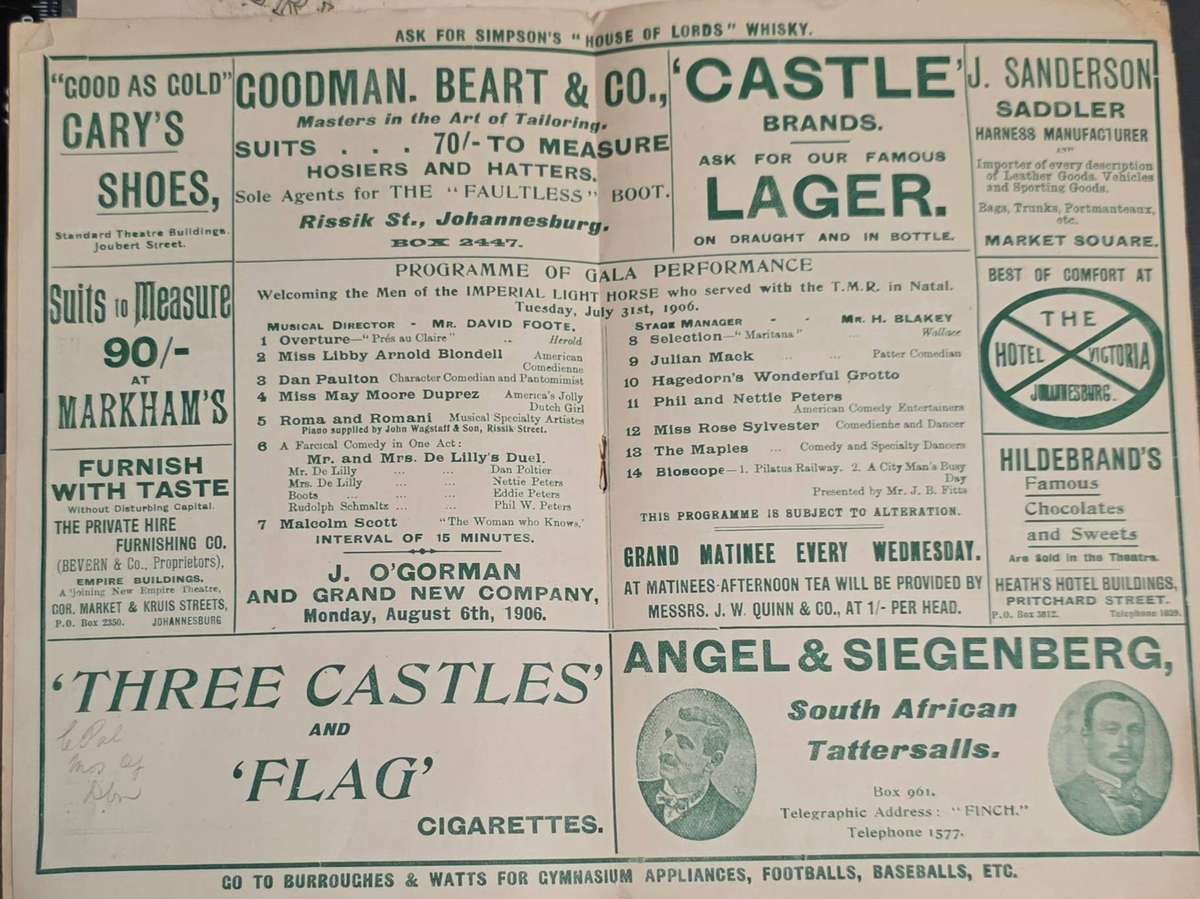 ASK FOR SIMPSON'S "HOUSE OF LORDS" WHISKY.
"GOOD AS GOLD"
CARY'S
SHOES,
Standard Theatre Buildings.
Joubert Street.
GOODMAN. BEART & CO.,
Masters in the Art of Tailoring.
SUITS . . . 70/- TO MEASURE
HOSIERS AND HATTERS.
Sole Agents for THE "FAULTLESS" BOOT.
Rissik St., Johannesburg.
BOX 2447.
'CASTLE'
BRANDS.
ASK FOR OUR FAMOUS
LAGER.
ON DRAUGHT AND IN BOTTLE.
J. SANDERSON
SADDLER
HARNESS MANUFACTURER
AND
Importer of every description
of Leather Goods. Vehicles
and Sporting Goods.
Bags, Trunks, Portmanteaux,
etc.
MARKET SQUARE.
Suits to Measure
90/-
AT
MARKHAM'S
FURNISH
WITH TASTE
Without Disturbing Capital.
THE PRIVATE HIRE
FURNISHING CO.
(BEVERN & Co., Proprietors),
EMPIRE BUILDINGS.
A'Joining New Empire Theatre,
COR. MARKET & KRUIS STREETS,
P.O. Box 2350. JOHANNESBURG
PROGRAMME OF GALA PERFORMANCE
Welcoming the Men of the IMPERIAL LIGHT HORSE who served with the T.M.R. in Natal.
Tuesday, July 31st, 1906.
MUSICAL DIRECTOR - MR. DAVID FOOTE.
1 Overture—"Prés au Claire" .. Herold
2 Miss Libby Arnold Blondell American
Comedienne
3 Dan Paulton Character Comedian and Pantomimist
4 Miss May Moore Duprez America's Jolly
Dutch Girl
5 Roma and Romani Musical Specialty Artistes
Piano supplied by John Wagstaff & Son, Rissik Street.
6 A Farcical Comedy in One Act:
Mr. and Mrs. De Lilly's Duel.
Mr. De Lilly ... ... Dan Poltier
Mrs. De Lilly ... ... Nettie Peters
Boots ... ... ... Eddie Peters
Rudolph Schmaltz ... ... Phil W. Peters
7 Malcolm Scott "The Woman who Knows,'
INTERVAL OF 15 MINUTES.
J. O'GORMAN
AND GRAND NEW COMPANY,
Monday, August 6th, 1906.
STAGE MANAGER - - MR. H. BLAKEY
8 Selection—"Maritana" ... Wallace
9 Julian Mack ... ... Patter Comedian
10 Hagedorn's Wonderful Grotto
11 Phil and Nettie Peters
American Comedy Entertainers
12 Miss Rose Sylvester Comedienne and Dancer
13 The Maples ... Comedy and Specialty Dancers
14 Bioscope—1. Pilatus Railway. 2. A City Man's Busy
Day
Presented by Mr. J. B. Fitts
THIS PROGRAMME IS SUBJECT TO ALTERATION.
GRAND MATINEE EVERY WEDNESDAY.
AT MATINEES-AFTERNOON TEA WILL BE PROVIDED BY
MESSRS. J. W. QUINN & CO., AT 1/- PER HEAD.
BEST OF COMFORT AT
THE
HOTEL VICTORIA
JOHANNESBURG.
HILDEBRAND'S
Famous
Chocolates
and Sweets
Are Sold in the Theatre.
HEATH'S HOTEL BUILDINGS,
PRITCHARD STREET.
P.O. Box 3812. Telephone 1029.
'THREE CASTLES'
AND
'FLAG'
CIGARETTES.
ANGEL & SIEGENBERG,
South African
Tattersalls.
Box 961.
Telegraphic Address: "FINCH."
Telephone 1577.
GO TO BURROUGHES & WATTS FOR GYMNASIUM APPLIANCES, FOOTBALLS, BASEBALLS, ETC.